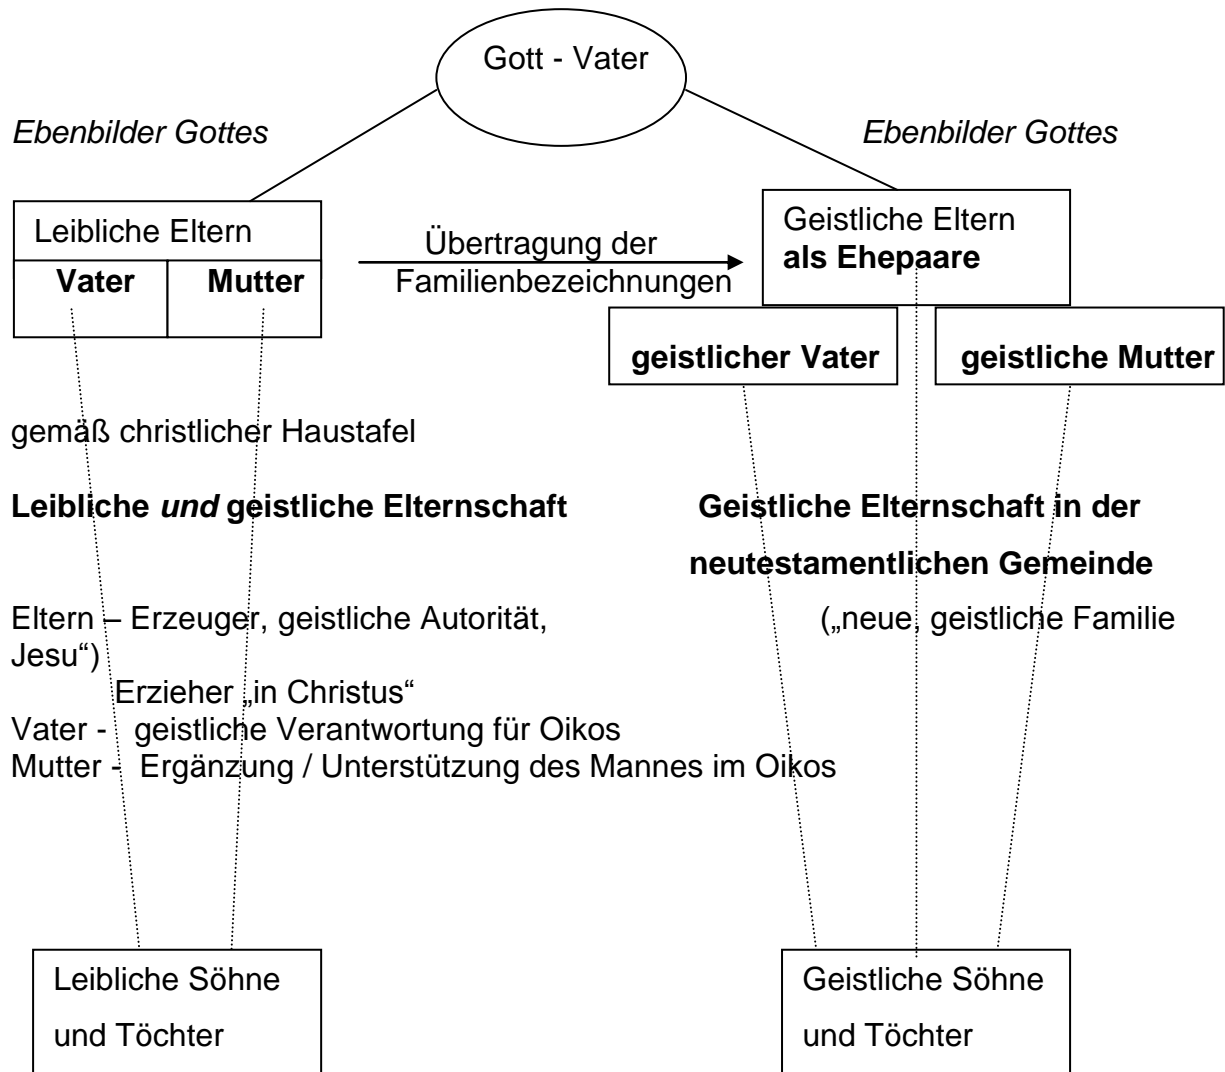 Gott - Vater
Ebenbilder Gottes
Ebenbilder Gottes
Leibliche Eltern
Vater
Mutter
Übertragung der
Familienbezeichnungen
Geistliche Eltern
als Ehepaare
geistlicher Vater
geistliche Mutter
gemäß christlicher Haustafel
Leibliche und geistliche Elternschaft
Geistliche Elternschaft in der
neutestamentlichen Gemeinde
Eltern – Erzeuger, geistliche Autorität, („neue, geistliche Familie
Jesu“)
Erzieher „in Christus“
Vater - geistliche Verantwortung für Oikos
Mutter - Ergänzung / Unterstützung des Mannes im Oikos
Leibliche Söhne
und Töchter
Geistliche Söhne
und Töchter